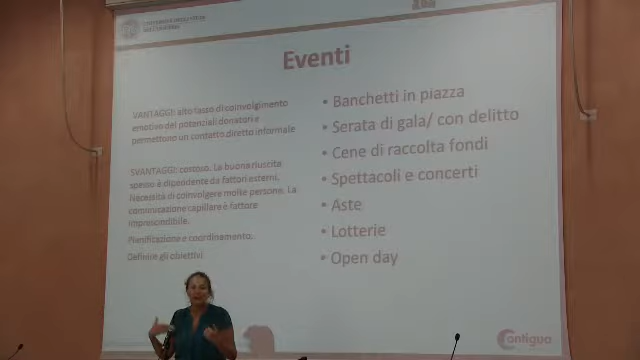 Eventi
VANTAGGI: alto tasso di coinvolgimento
emotivo dei potenziali donatori e
permettono un contatto diretto informale
SVANTAGGI: costoso. La buona riuscita
spesso è dipendente da fattori esterni.
Necessità di coinvolgere molte persone. La
comunicazione capillare è fattore
imprescindibile.
Pianificazione e coordinamento.
Definire gli obiettivi
• Banchetti in piazza
• Serata di gala/ con delitto
• Cene di raccolta fondi
• Spettacoli e concerti
• Aste
• Lotterie
• Open day
antigua